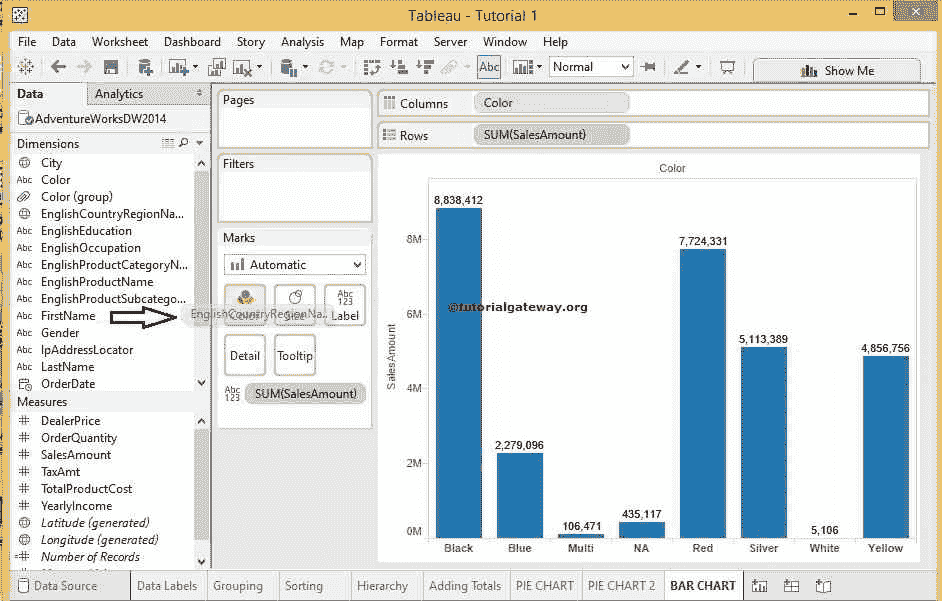 Tableau - Tutorial 1
File Data Worksheet Dashboard Story Analysis Map Format Server Window Help
Abc Normal Show Me
Data Analytics
AdventureWorksDW2014
Dimensions
City
Abc Color
Color (group)
EnglishCountryRegionNa...
Abc EnglishEducation
Abc EnglishOccupation
Abc EnglishProductCategoryN...
Abc EnglishProductName
Abc EnglishProductSubcatego...
Abc FirstName
Abc Gender
Abc IpAddressLocator
Abc LastName
OrderDate
Measures
# DealerPrice
# OrderQuantity
# SalesAmount
# TaxAmt
# TotalProductCost
# YearlyIncome
Latitude (generated)
Longitude (generated)
# Number of Records
Pages
Filters
Marks
Automatic
Color Size Abc 123 Label
EnglishCountryRegionNa...
Detail Tooltip
Abc 123 SUM(SalesAmount)
Columns Color
Rows SUM(SalesAmount)
Color
SalesAmount
8M
6M
4M
2M
0M
8,838,412
2,279,096
106,471
435,117
7,724,331
5,113,389
5,106
4,856,756
@tutorialgateway.org
Black Blue Multi NA Red Silver White Yellow
Data Source Data Labels Grouping Sorting Hierarchy Adding Totals PIE CHART PIE CHART 2 BAR CHART